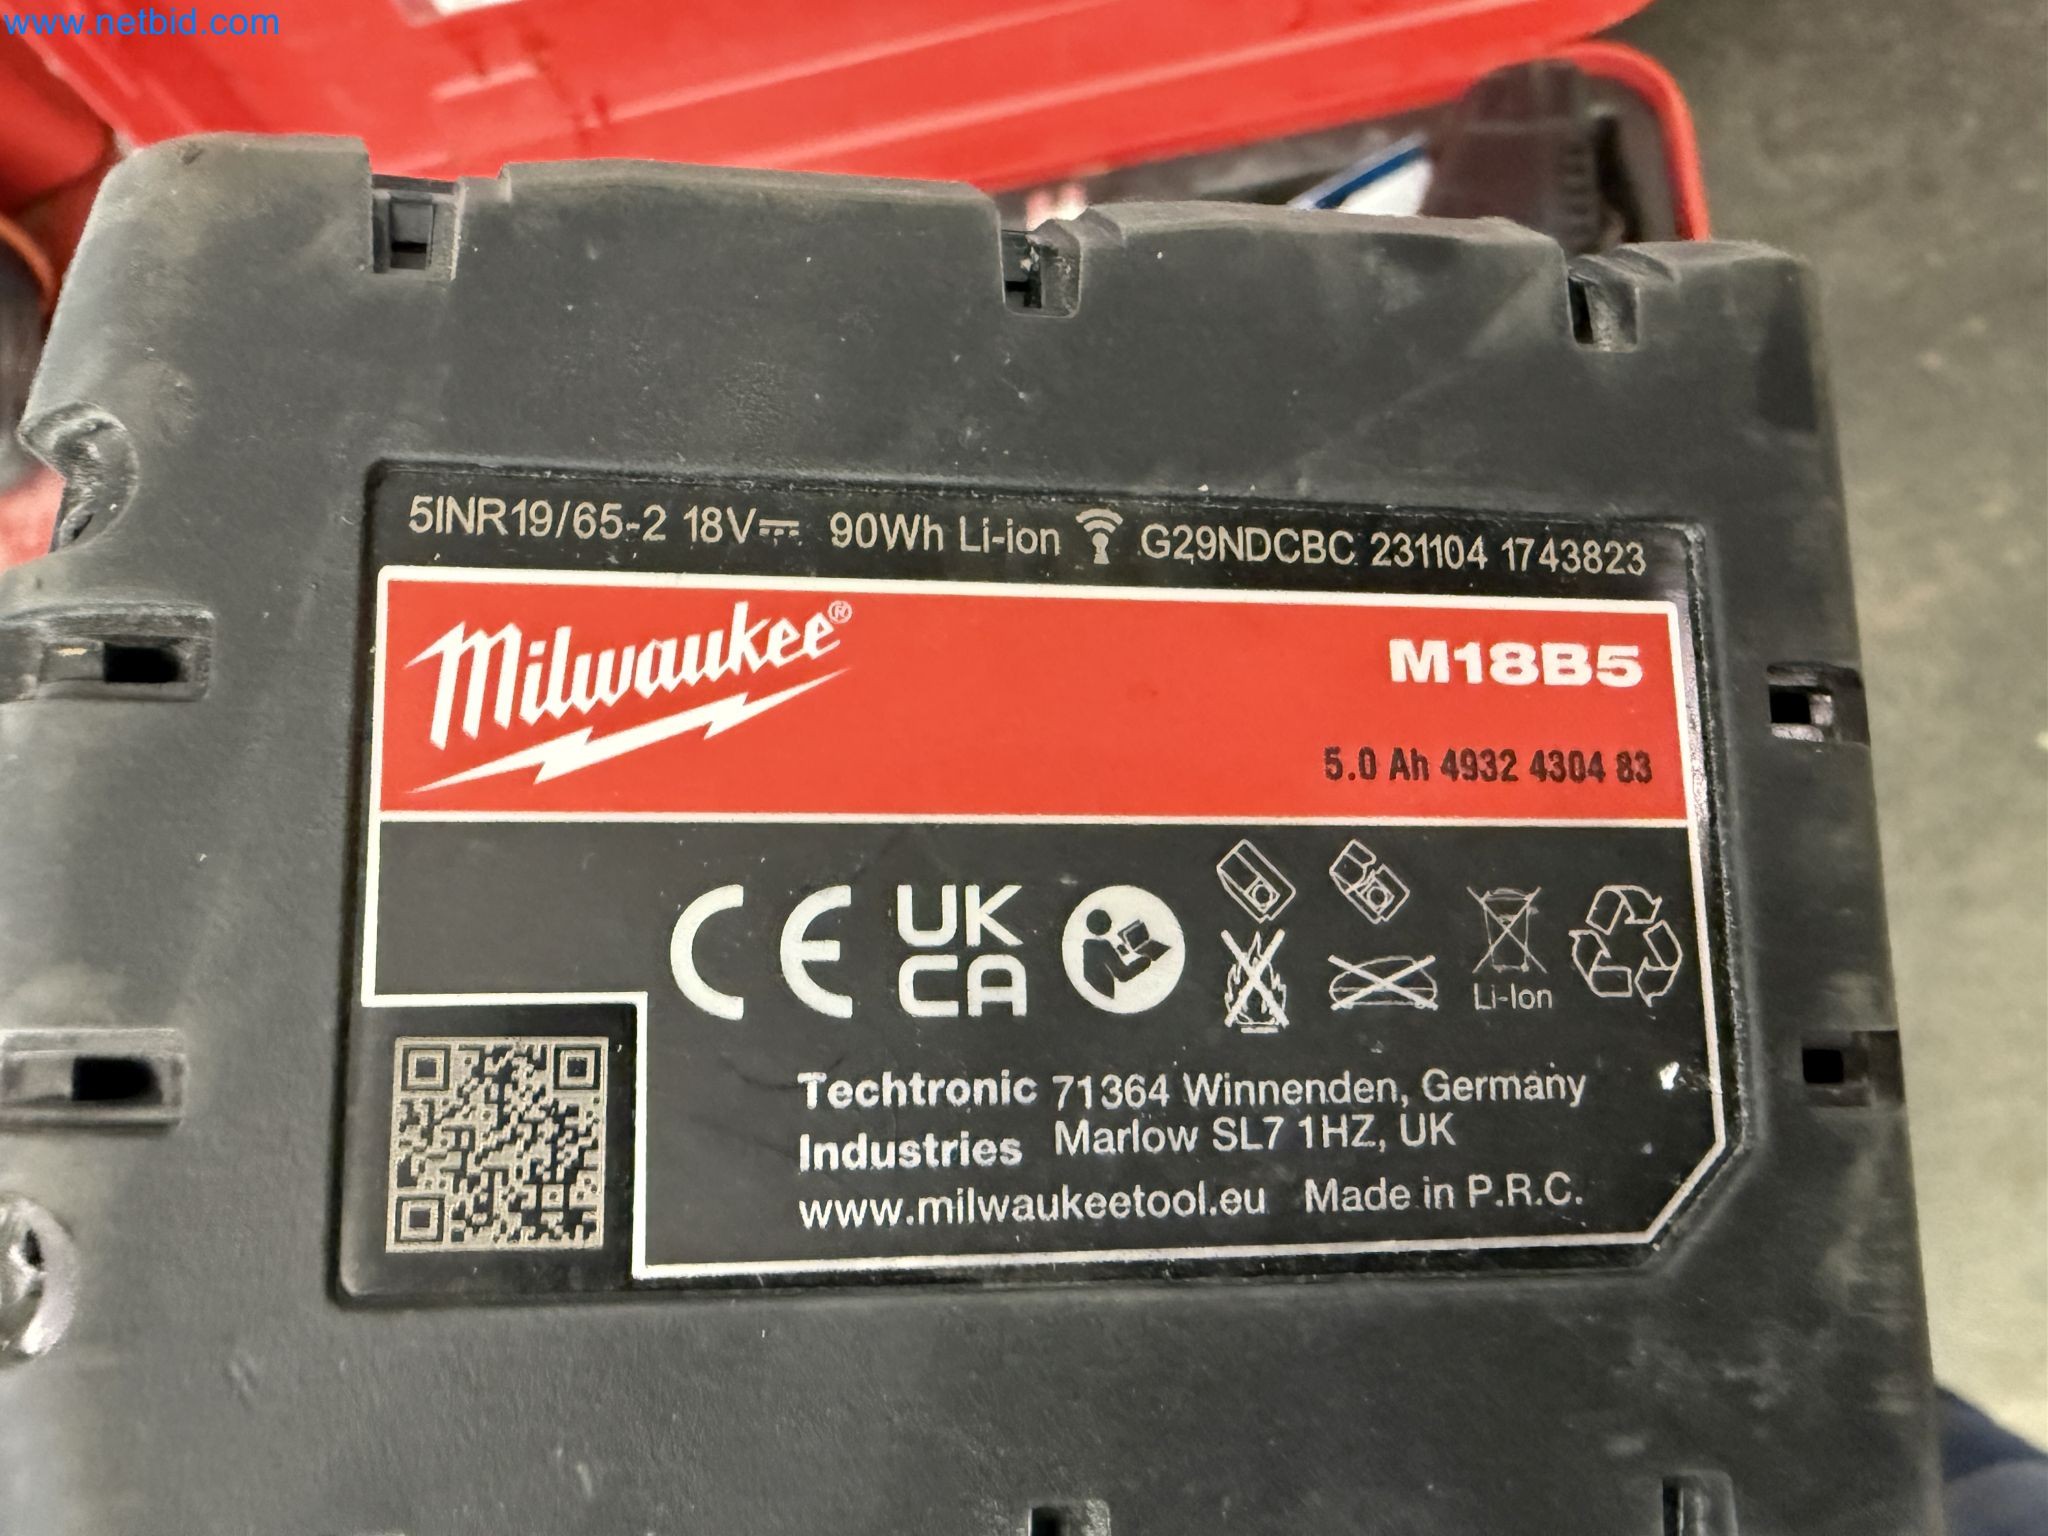 www.netbid.com
5INR19/65-2 18V 90Wh Li-ion G29NDCBC 231104 1743823
Milwaukee®
M18B5
5.0 Ah 4932 4304 83
CE UK CA
Li-Ion
Techtronic Industries
71364 Winnenden, Germany
Marlow SL7 1HZ, UK
www.milwaukeetool.eu Made in P.R.C.